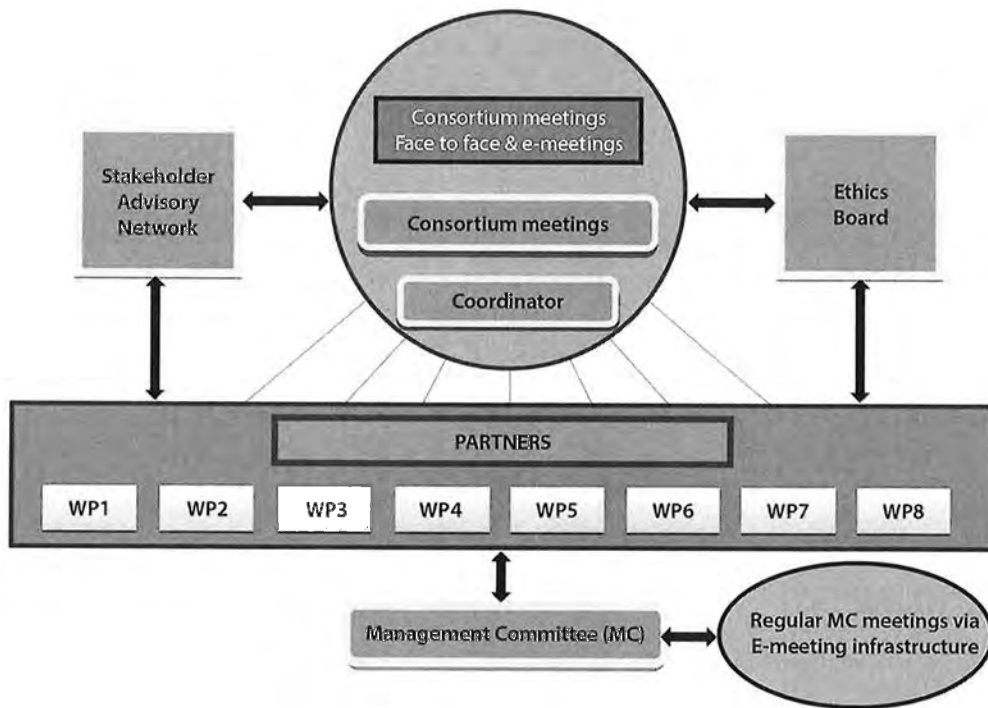 Consortium meetings
Face to face & e-meetings
Stakeholder
Advisory
Network
Consortium meetings
Ethics
Board
Coordinator
PARTNERS
WP1 WP2 WP3 WP4 WP5 WP6 WP7 WP8
Management Committee (MC)
Regular MC meetings via
E-meeting infrastructure